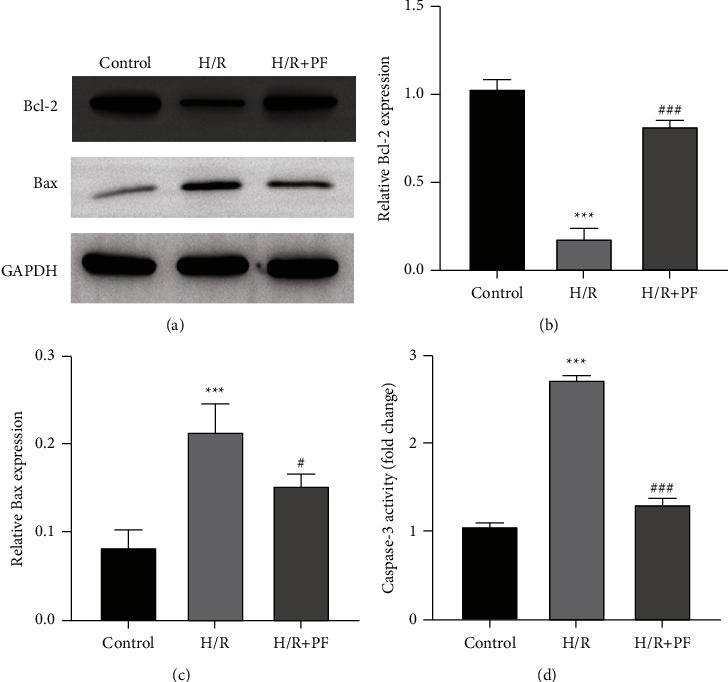 Control H/R H/R+PF
Bcl-2
Bax
GAPDH
(a)
Relative Bcl-2 expression
1.5
1.0
0.5
0.0
***
###
Control H/R H/R+PF
(b)
Relative Bax expression
0.3
0.2
0.1
0.0
***
#
Control H/R H/R+PF
(c)
Caspase-3 activity (fold change)
3
2
1
0
***
###
Control H/R H/R+PF
(d)